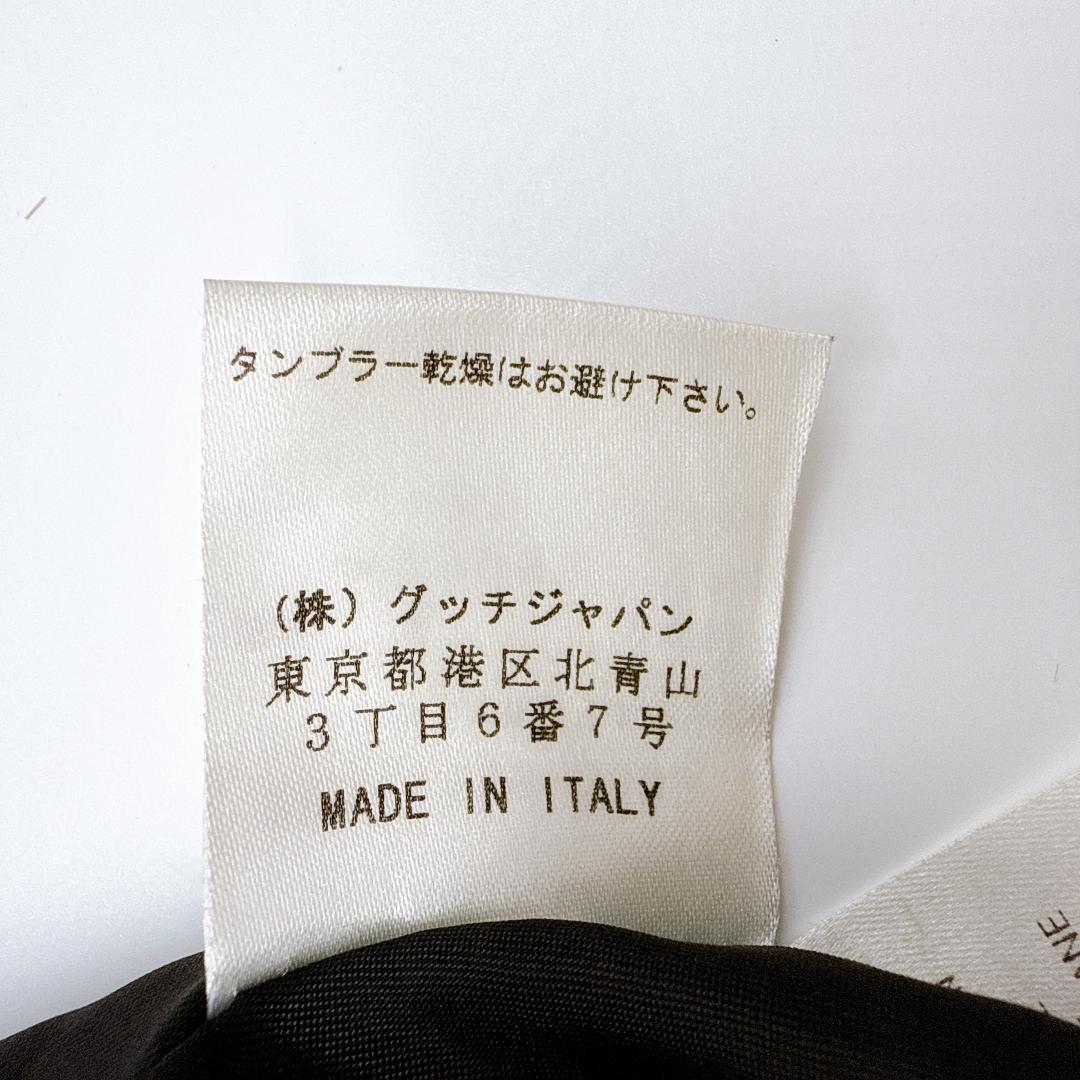 タンブラー乾燥はお避け下さい。
(株) グッチジャパン
東京都港区北青山
3丁目6番7号
MADE IN ITALY